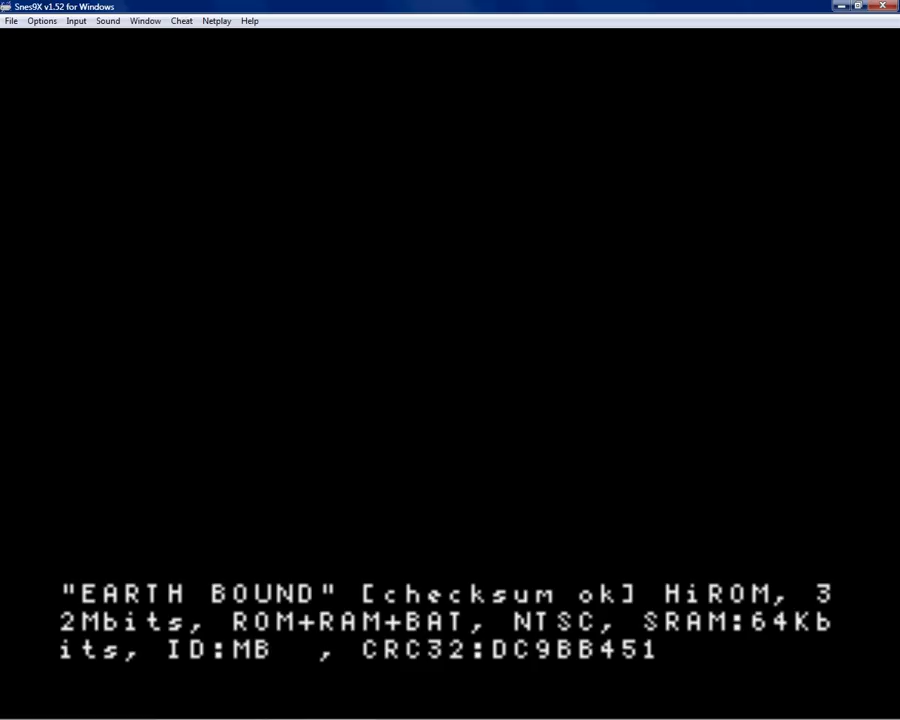 Snes9X v1.52 for Windows
File Options Input Sound Window Cheat Netplay Help
"EARTH BOUND" [checksum ok] HiROM, 3
2Mbits, ROM+RAM+BAT, NTSC, SRAM:64Kb
its, ID:MB  , CRC32:DC9BB451